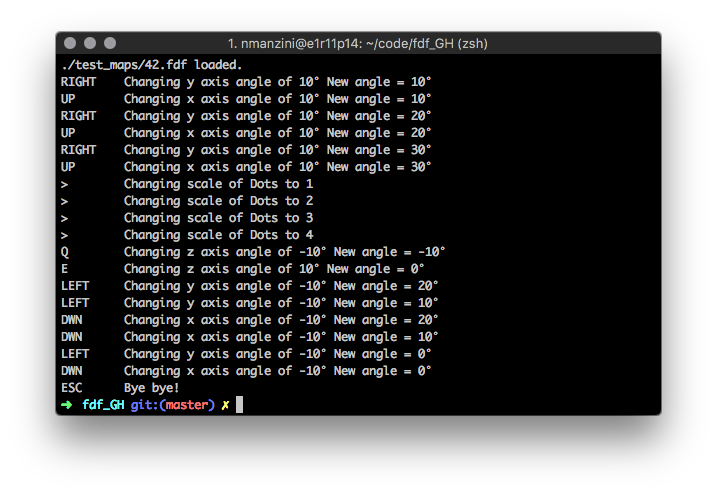 1. nmanzini@e1r11p14: ~/code/fdf_GH (zsh)
./test_maps/42.fdf loaded.
RIGHT Changing y axis angle of 10° New angle = 10°
UP Changing x axis angle of 10° New angle = 10°
RIGHT Changing y axis angle of 10° New angle = 20°
UP Changing x axis angle of 10° New angle = 20°
RIGHT Changing y axis angle of 10° New angle = 30°
UP Changing x axis angle of 10° New angle = 30°
> Changing scale of Dots to 1
> Changing scale of Dots to 2
> Changing scale of Dots to 3
> Changing scale of Dots to 4
Q Changing z axis angle of -10° New angle = -10°
E Changing z axis angle of 10° New angle = 0°
LEFT Changing y axis angle of -10° New angle = 20°
LEFT Changing y axis angle of -10° New angle = 10°
DWN Changing x axis angle of -10° New angle = 20°
DWN Changing x axis angle of -10° New angle = 10°
LEFT Changing y axis angle of -10° New angle = 0°
DWN Changing x axis angle of -10° New angle = 0°
ESC Bye bye!
➜ fdf_GH git:(master) ✗